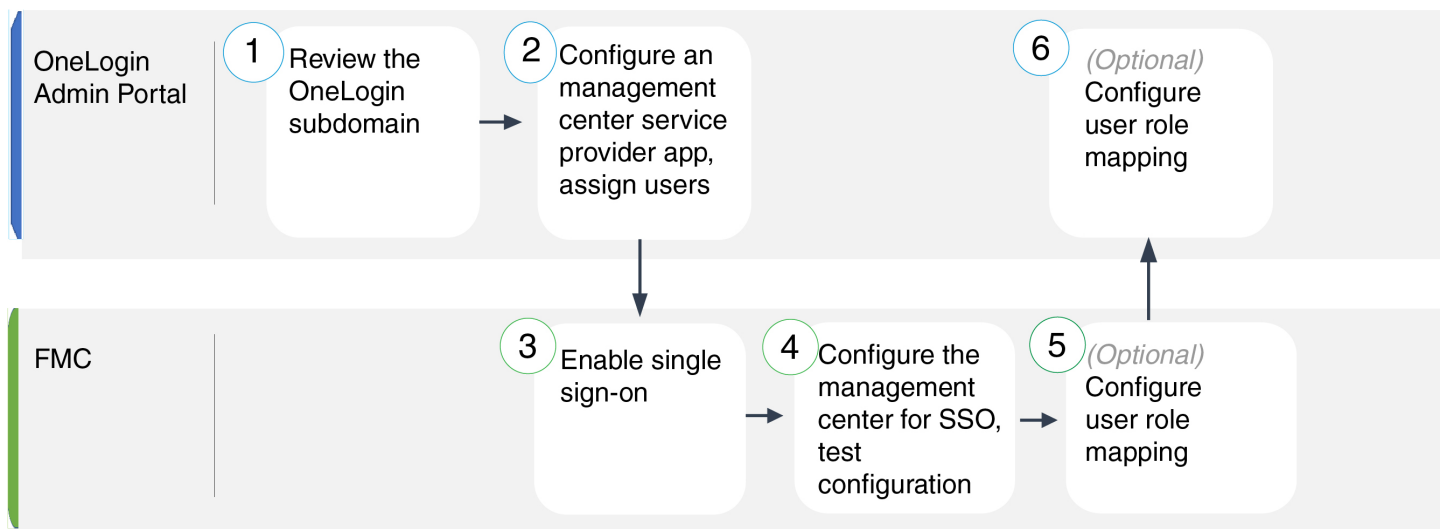 OneLogin
Admin Portal
1
Review the
OneLogin
subdomain
2
Configure an
management
center service
provider app,
assign users
6
(Optional)
Configure
user role
mapping
FMC
3
Enable single
sign-on
4
Configure the
management
center for SSO,
test
configuration
5
(Optional)
Configure
user role
mapping